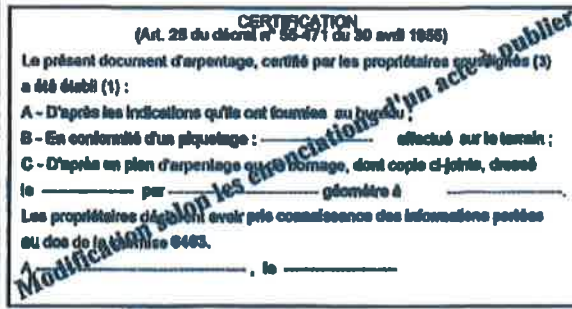 CERTIFICATION
(Art. 25 du décret n° 55-471 du 30 avril 1955)
Le présent document d'arpentage, certifié par les propriétaires soussignés (3)
a été établi (1) :
A - D'après les indications qu'ils ont fournies au bureau ;
B - En conformité d'un piquetage : effectué sur le terrain ;
C - D'après un plan d'arpentage ou de bornage, dont copie ci-jointe, dressé
le par géomètre à .
Les propriétaires déclarent avoir pris connaissance des informations portées
au dos de la chemise 6463.
, le
Modification selon les énonciations d'un acte à publier